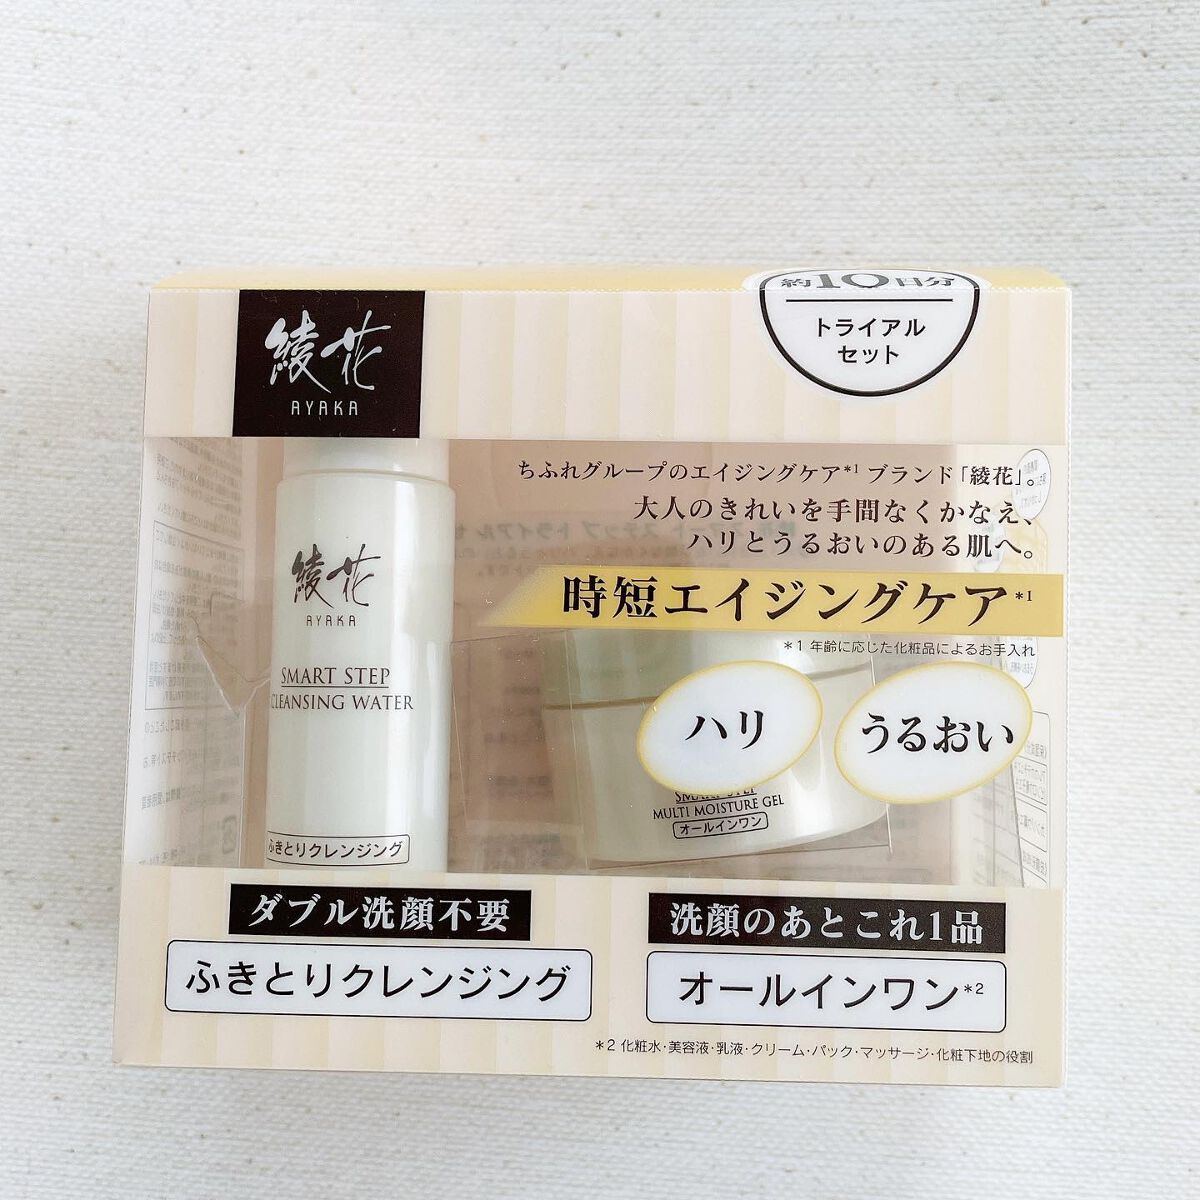 綾花
AYAKA
約10日分
トライアル
セット
ちふれグループのエイジングケア*1 ブランド「綾花」。
大人のきれいを手間なくかなえ、
ハリとうるおいのある肌へ。
時短エイジングケア*1
*1 年齢に応じた化粧品によるお手入れ
ハリ
うるおい
綾花
AYAKA
SMART STEP
CLEANSING WATER
ふきとりクレンジング
SMART STEP
MULTI MOISTURE GEL
オールインワン
ダブル洗顔不要
ふきとりクレンジング
洗顔のあとこれ1品
オールインワン*2
*2 化粧水・美容液・乳液・クリーム・パック・マッサージ・化粧下地の役割